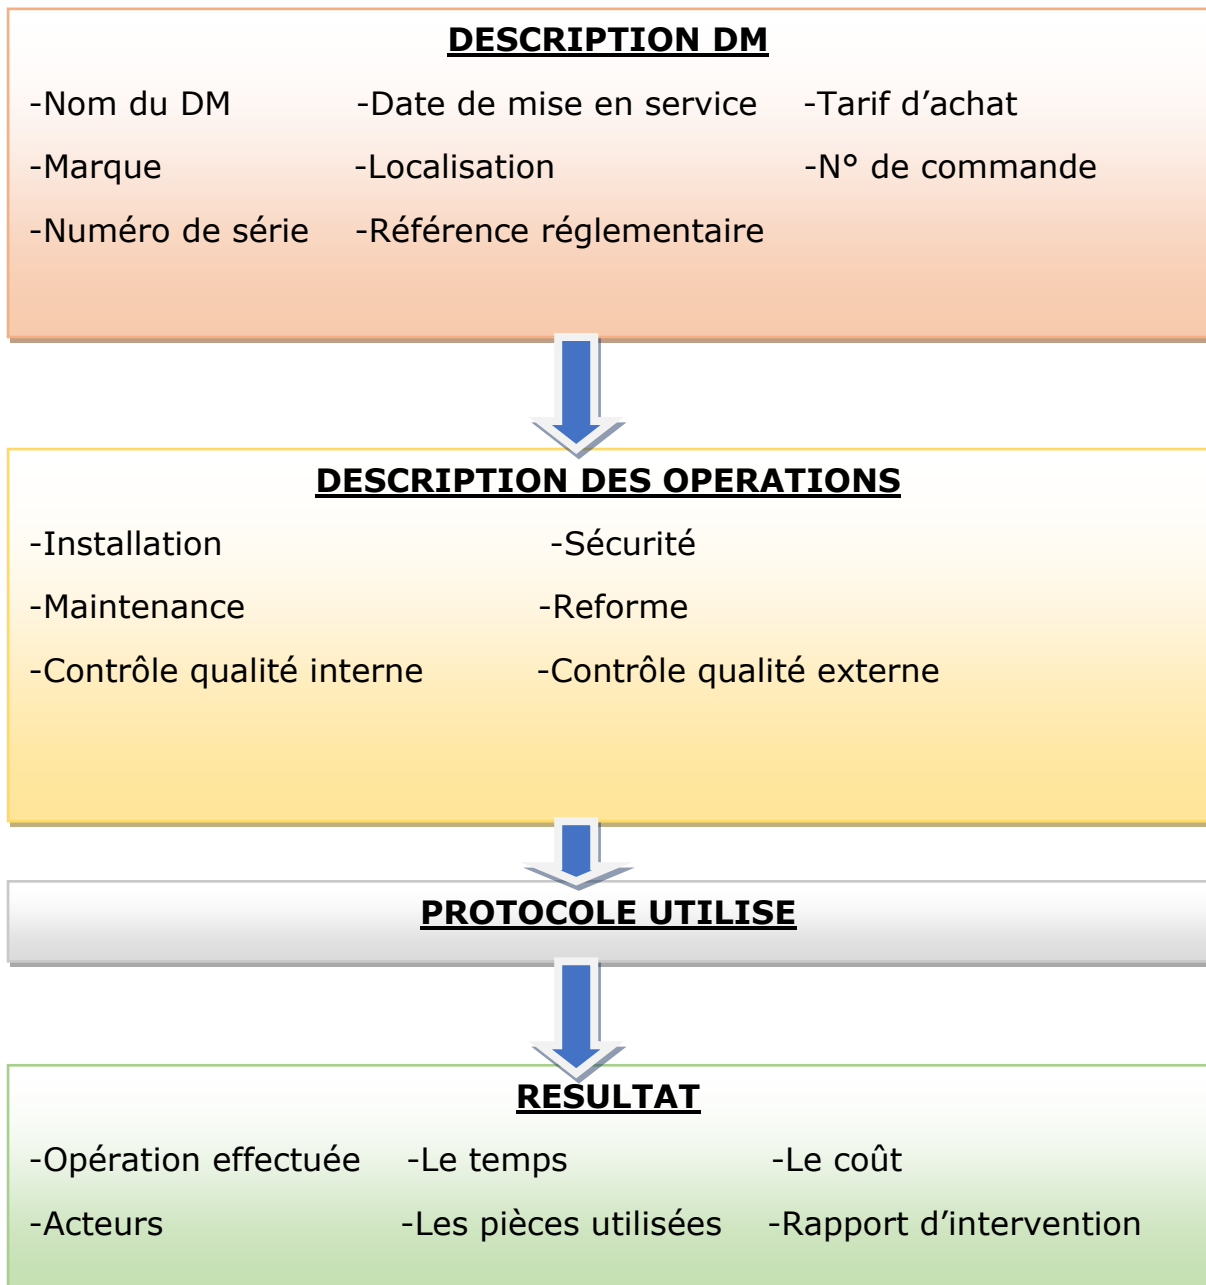 DESCRIPTION DM
-Nom du DM -Date de mise en service -Tarif d’achat
-Marque -Localisation -N° de commande
-Numéro de série -Référence réglementaire
DESCRIPTION DES OPERATIONS
-Installation -Sécurité
-Maintenance -Reforme
-Contrôle qualité interne -Contrôle qualité externe
PROTOCOLE UTILISE
RESULTAT
-Opération effectuée -Le temps -Le coût
-Acteurs -Les pièces utilisées -Rapport d’intervention